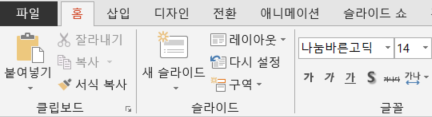 파일 홈 삽입 디자인 전환 애니메이션 슬라이드 쇼
붙여넣기
잘라내기
복사
서식 복사
클립보드
새 슬라이드
레이아웃
다시 설정
구역
슬라이드
나눔바른고딕 14
가 가 가 S abc 가나
글꼴